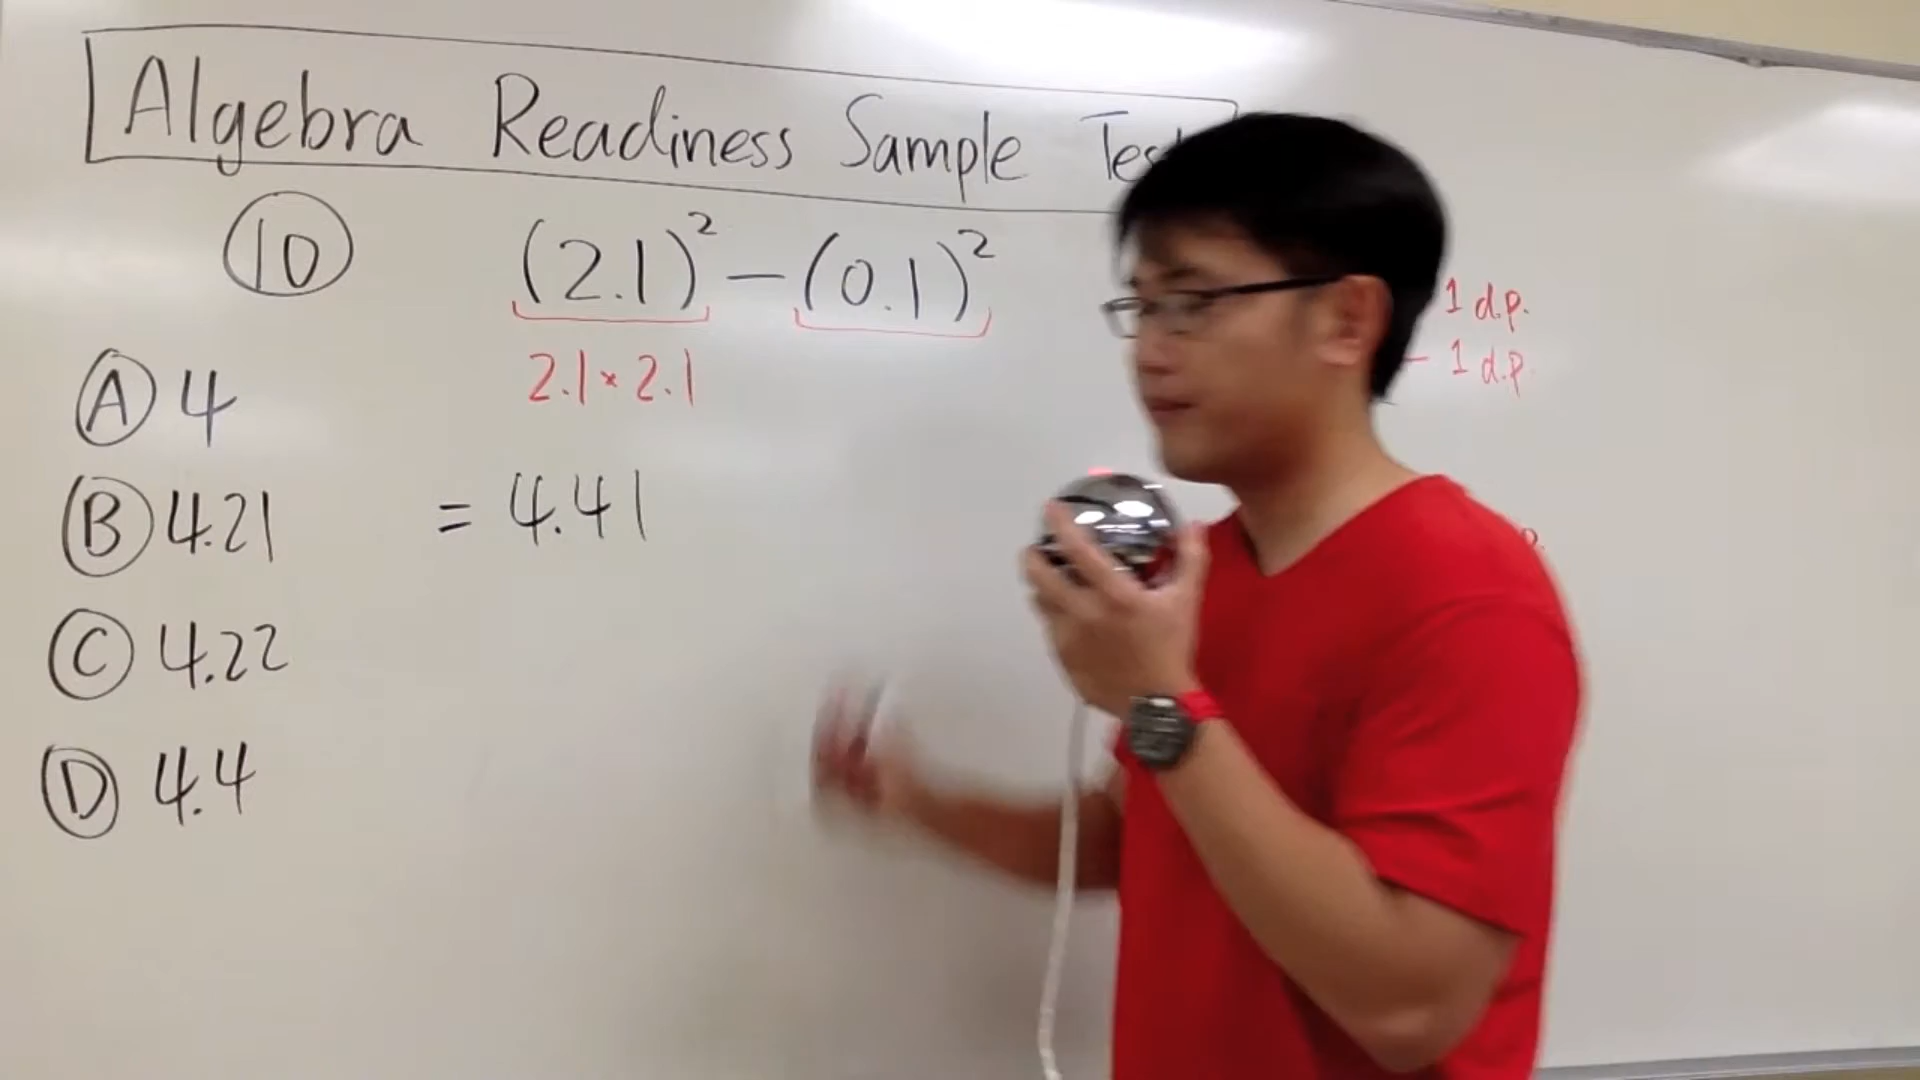 Algebra Readiness Sample Tes
10 (2.1)² − (0.1)²
1 d.p.
1 d.p.
2.1 × 2.1
A 4
B 4.21
= 4.41
C 4.22
D 4.4